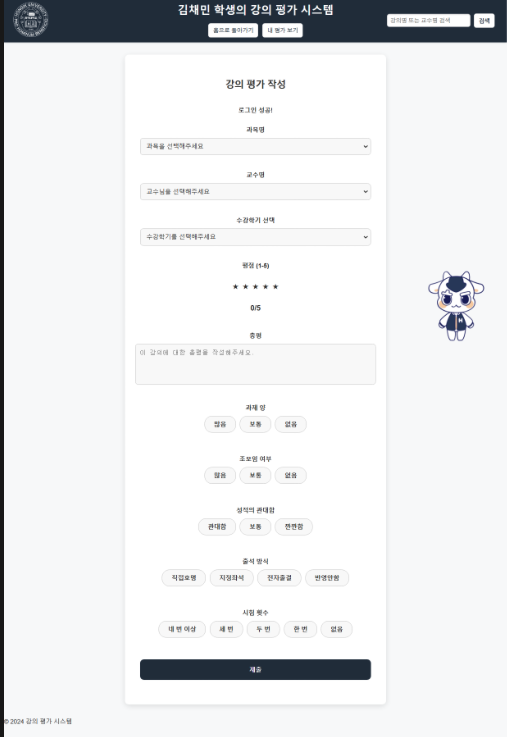 김채민 학생의 강의 평가 시스템
홈으로 돌아가기 내 평가 보기
강의명 또는 교수명 검색 검색
강의 평가 작성
로그인 성공!
과목명
과목을 선택해주세요
교수명
교수님을 선택해주세요
수강학기 선택
수강학기를 선택해주세요
평점 (1-5)
★ ★ ★ ★ ★
0/5
총평
이 강의에 대한 총평을 작성해주세요.
과제 양
많음 보통 없음
조모임 여부
많음 보통 없음
성적의 관대함
관대함 보통 깐깐함
출석 방식
직접호명 지정좌석 전자출결 반영안함
시험 횟수
네 번 이상 세 번 두 번 한 번 없음
제출
© 2024 강의 평가 시스템